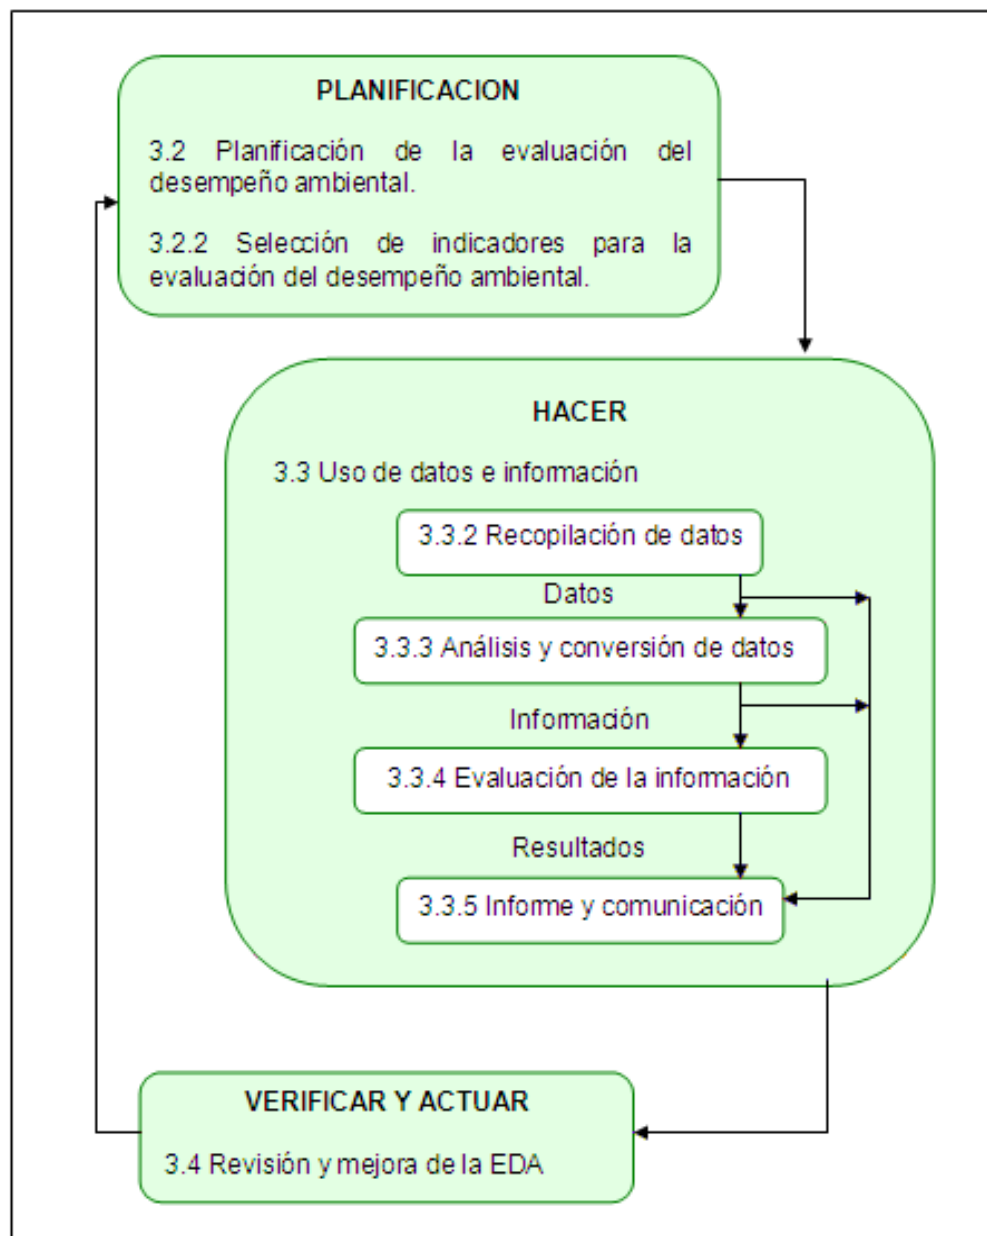 PLANIFICACION
3.2 Planificación de la evaluación del
desempeño ambiental.
3.2.2 Selección de indicadores para la
evaluación del desempeño ambiental.
HACER
3.3 Uso de datos e información
3.3.2 Recopilación de datos
Datos
3.3.3 Análisis y conversión de datos
Información
3.3.4 Evaluación de la información
Resultados
3.3.5 Informe y comunicación
VERIFICAR Y ACTUAR
3.4 Revisión y mejora de la EDA